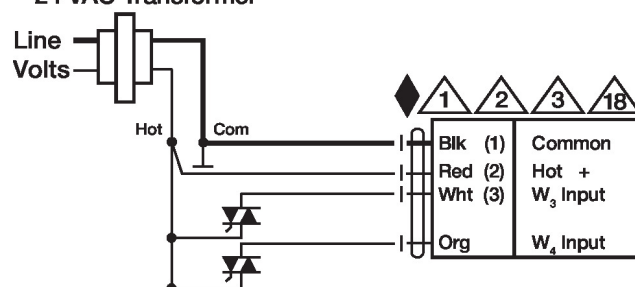 24 VAC Transformer
Line
Volts
Hot
Com
1 2 3 18
Blk (1) Common
Red (2) Hot +
Wht (3) W₃ Input
Org W₄ Input